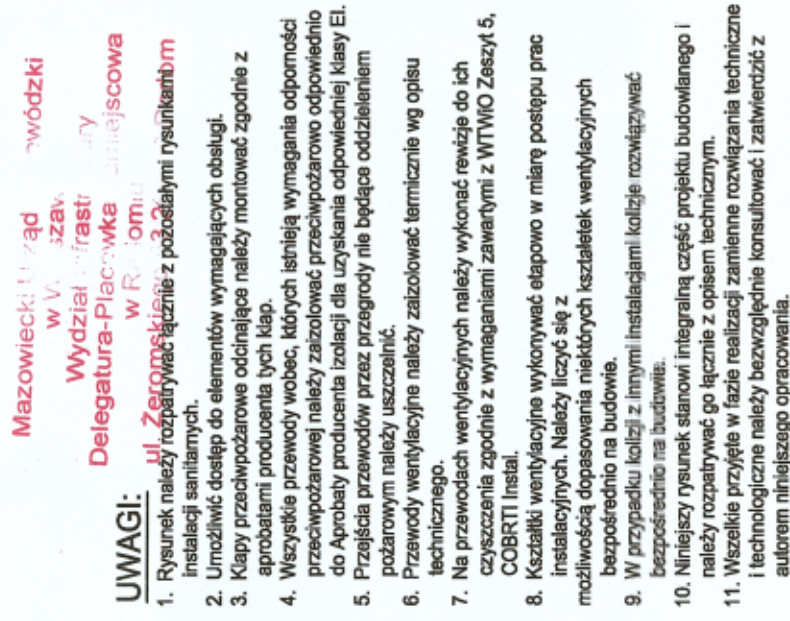 Mazowiecki
w
Wydział
Delegatura-Placówka
w
ul. Żeromskiego
UWAGI:
1. Rysunek należy rozpatrywać łącznie z pozostałymi rysunkami
instalacji sanitarnych.
2. Umożliwić dostęp do elementów wymagających obsługi.
3. Klapy przeciwpożarowe odcinające należy montować zgodnie z
aprobatami producenta tych klap.
4. Wszystkie przewody wobec, których istnieją wymagania odporności
przeciwpożarowej należy zaizolować przeciwpożarowo odpowiednio
do Aprobaty producenta izolacji dla uzyskania odpowiedniej klasy EI.
5. Przejścia przewodów przez przegrody nie będące oddzieleniem
pożarowym należy uszczelnić.
6. Przewody wentylacyjne należy zaizolować termicznie wg opisu
technicznego.
7. Na przewodach wentylacyjnych należy wykonać rewizje do ich
czyszczenia zgodnie z wymaganiami zawartymi z WTWiO Zeszyt 5,
COBRTI Instal.
8. Kształtki wentylacyjne wykonywać etapowo w miarę postępu prac
instalacyjnych. Należy liczyć się z
możliwością dopasowania niektórych kształtek wentylacyjnych
bezpośrednio na budowie.
9. W przypadku kolizji z innymi instalacjami kolizje rozwiązywać
bezpośrednio na budowie.
10. Niniejszy rysunek stanowi integralną część projektu budowlanego i
należy rozpatrywać go łącznie z opisem technicznym.
11. Wszelkie przyjęte w fazie realizacji zamienne rozwiązania techniczne
i technologiczne należy bezwzględnie konsultować i zatwierdzić z
autorem niniejszego opracowania.